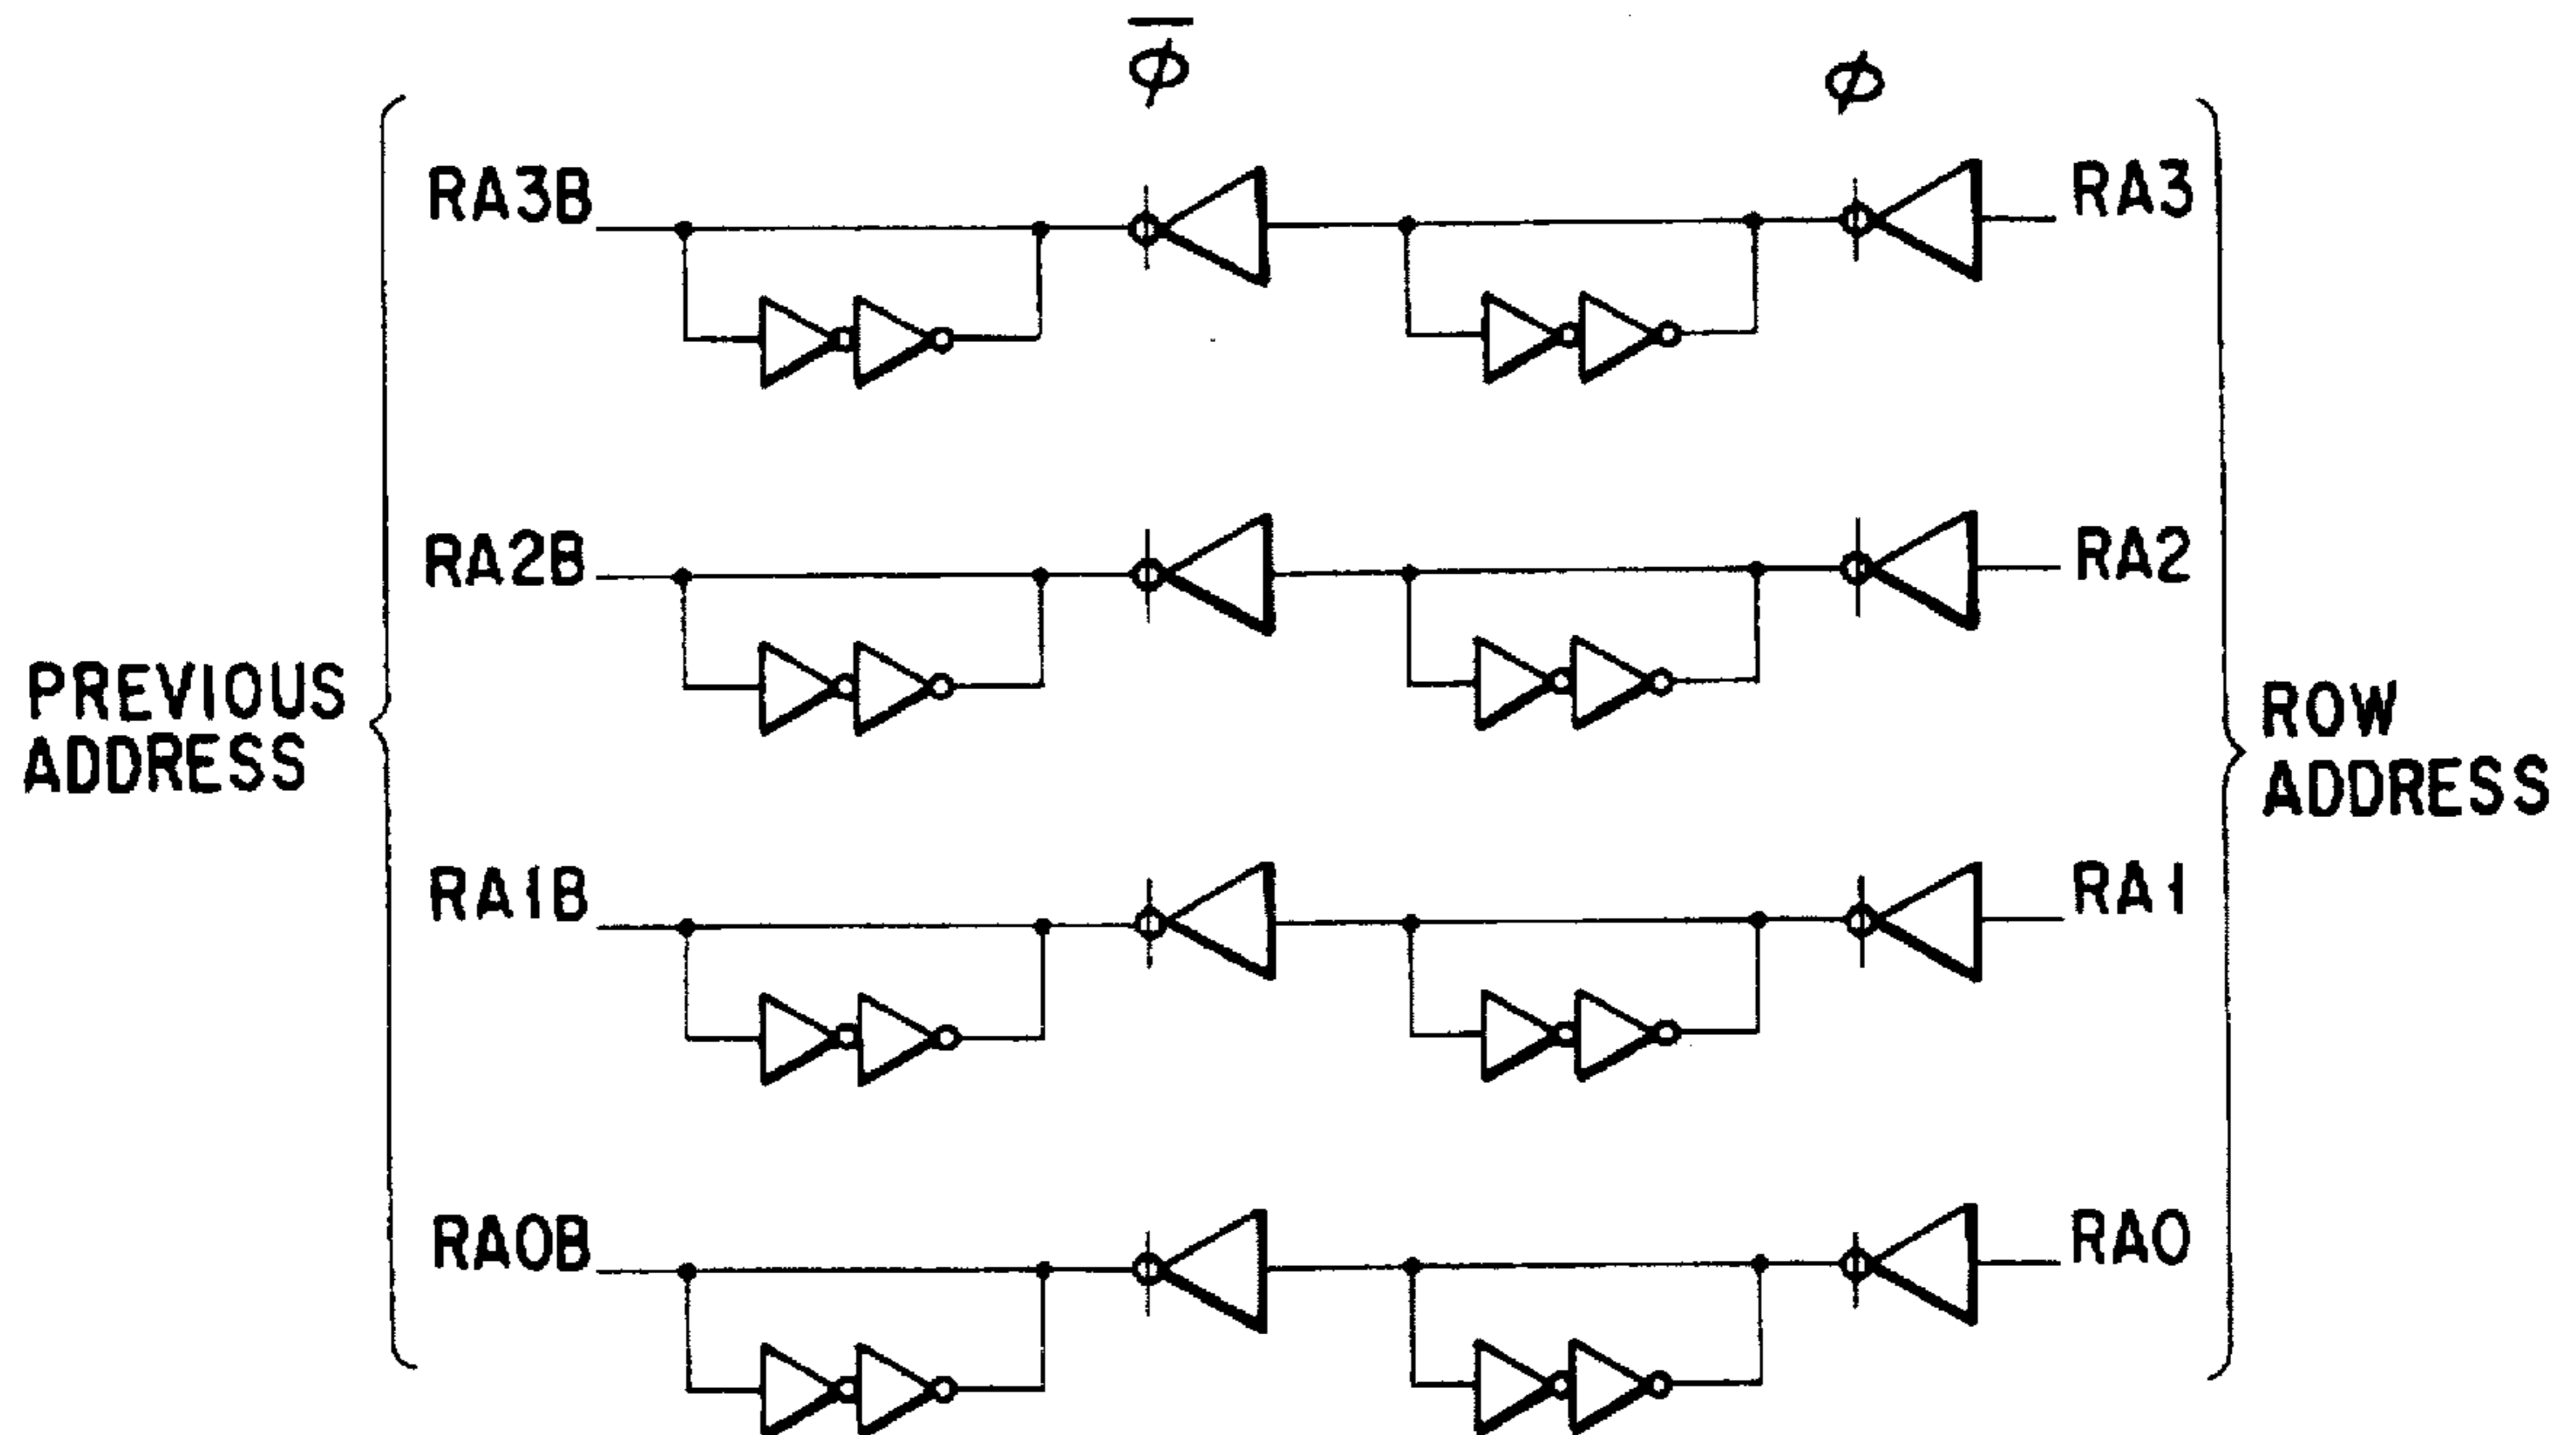 ϕ̅
ϕ
RA3B
RA3
RA2B
RA2
PREVIOUS
ADDRESS
ROW
ADDRESS
RA1B
RA1
RA0B
RA0